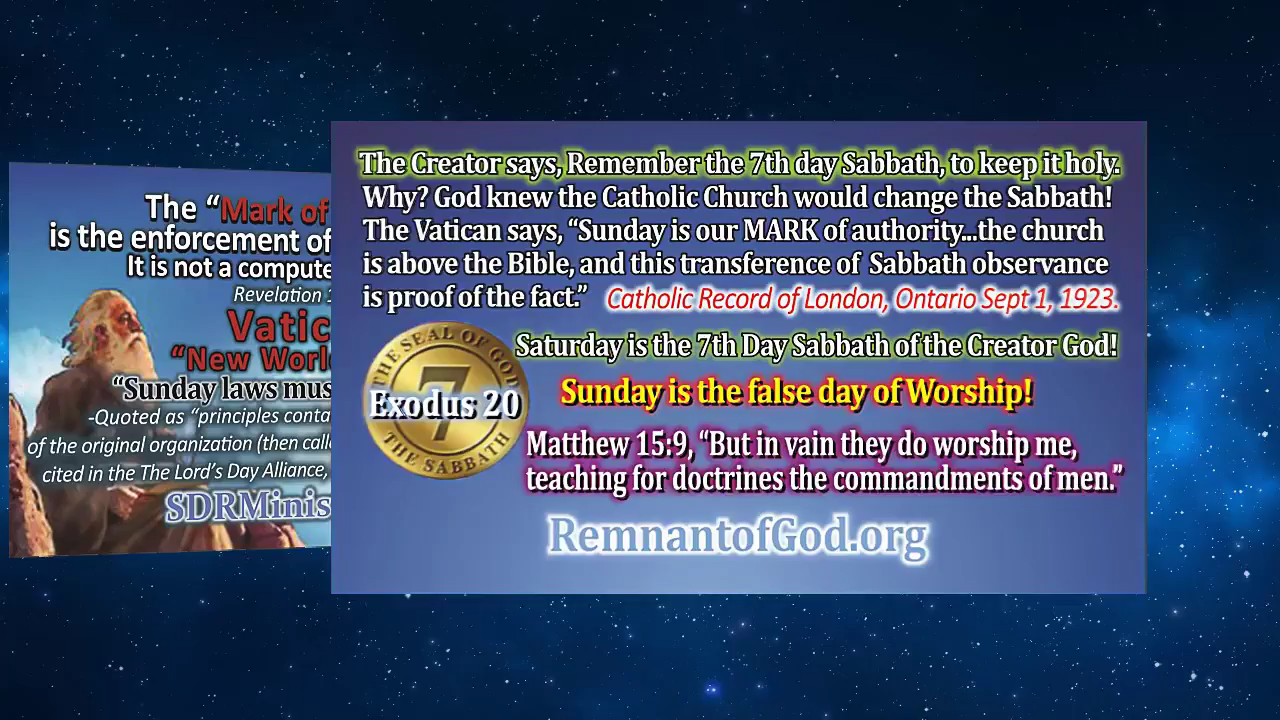 The "Mark of
is the enforcement of
It is not a compute
Revelation
Vatic
"New Worl
"Sunday laws mus
-Quoted as "principles conta
of the original organization (then call
cited in the The Lord's Day Alliance,
SDRMinis
The Creator says, Remember the 7th day Sabbath, to keep it holy.
Why? God knew the Catholic Church would change the Sabbath!
The Vatican says, "Sunday is our MARK of authority...the church
is above the Bible, and this transference of Sabbath observance
is proof of the fact." Catholic Record of London, Ontario Sept 1, 1923.
THE SEAL OF GOD
7
Exodus 20
THE SABBATH
Saturday is the 7th Day Sabbath of the Creator God!
Sunday is the false day of Worship!
Matthew 15:9, "But in vain they do worship me,
teaching for doctrines the commandments of men."
RemnantofGod.org